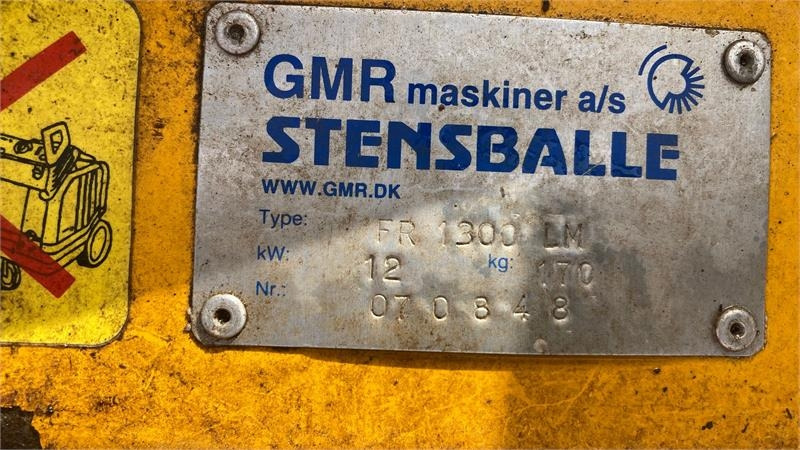 GMR maskiner a/s
STENSBALLE
WWW.GMR.DK
Type: FR 1300 LM
kW: 12 kg: 170
Nr.: 070848